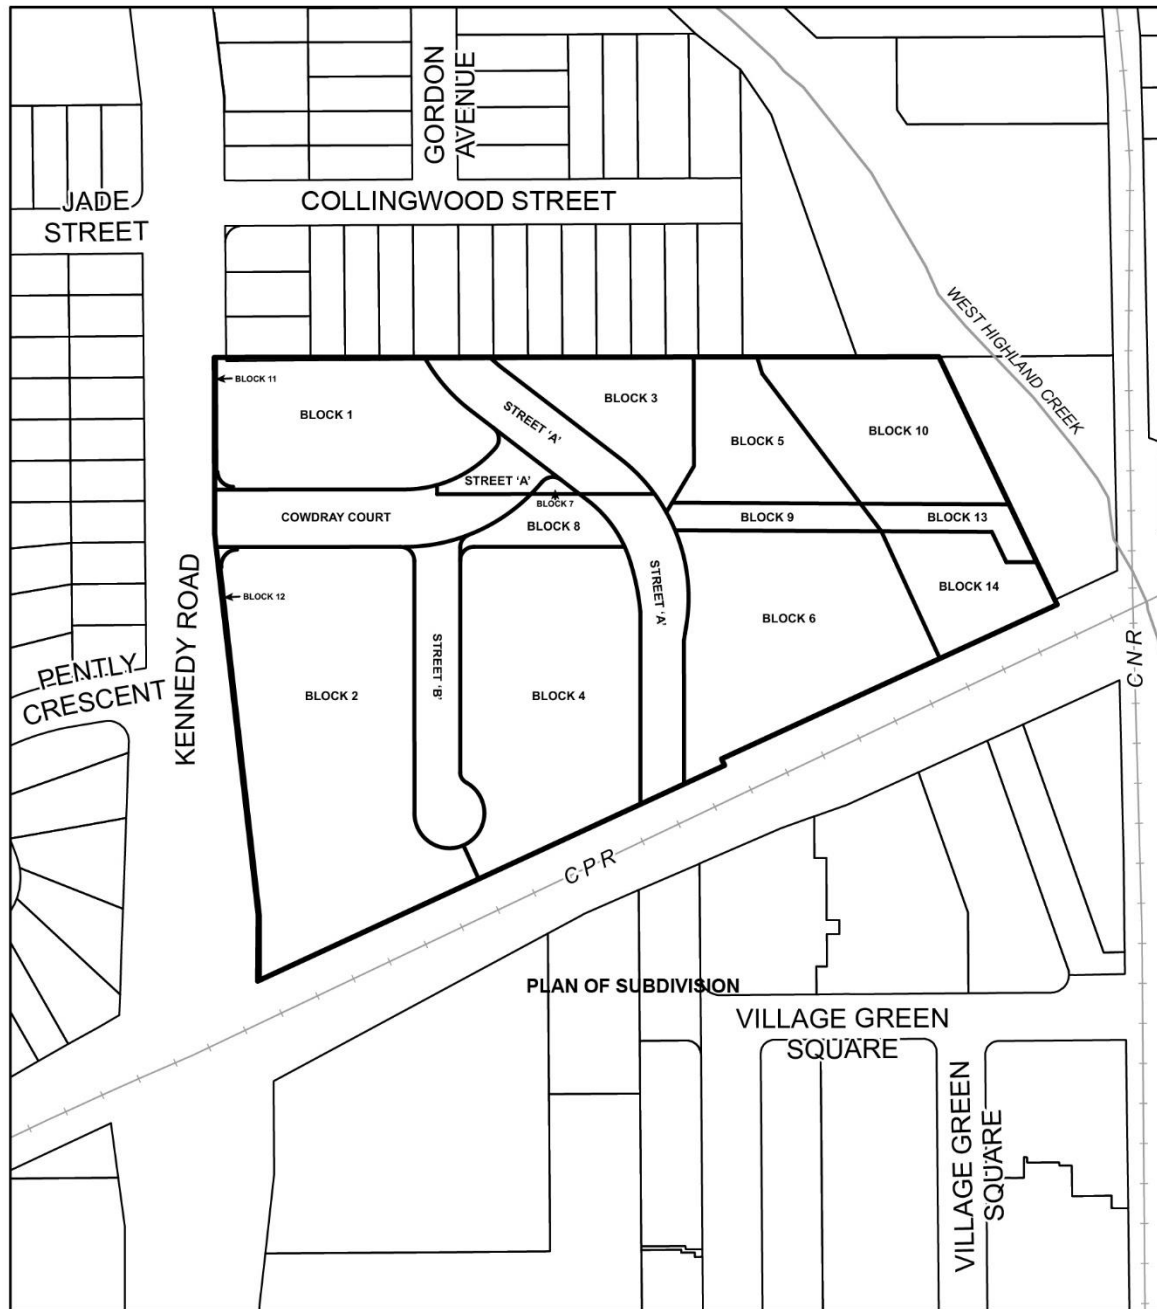 GORDON
AVENUE
JADE
STREET
COLLINGWOOD STREET
WEST HIGHLAND CREEK
BLOCK 11
BLOCK 1
STREET 'A'
BLOCK 3
BLOCK 5
BLOCK 10
STREET 'A'
BLOCK 7
COWDRAY COURT
BLOCK 8
BLOCK 9
BLOCK 13
KENNEDY ROAD
BLOCK 12
STREET 'A'
BLOCK 14
BLOCK 6
STREET 'B'
PENTLY
CRESCENT
BLOCK 2
BLOCK 4
C N R
C P R
PLAN OF SUBDIVISION
VILLAGE GREEN
SQUARE
VILLAGE GREEN
SQUARE